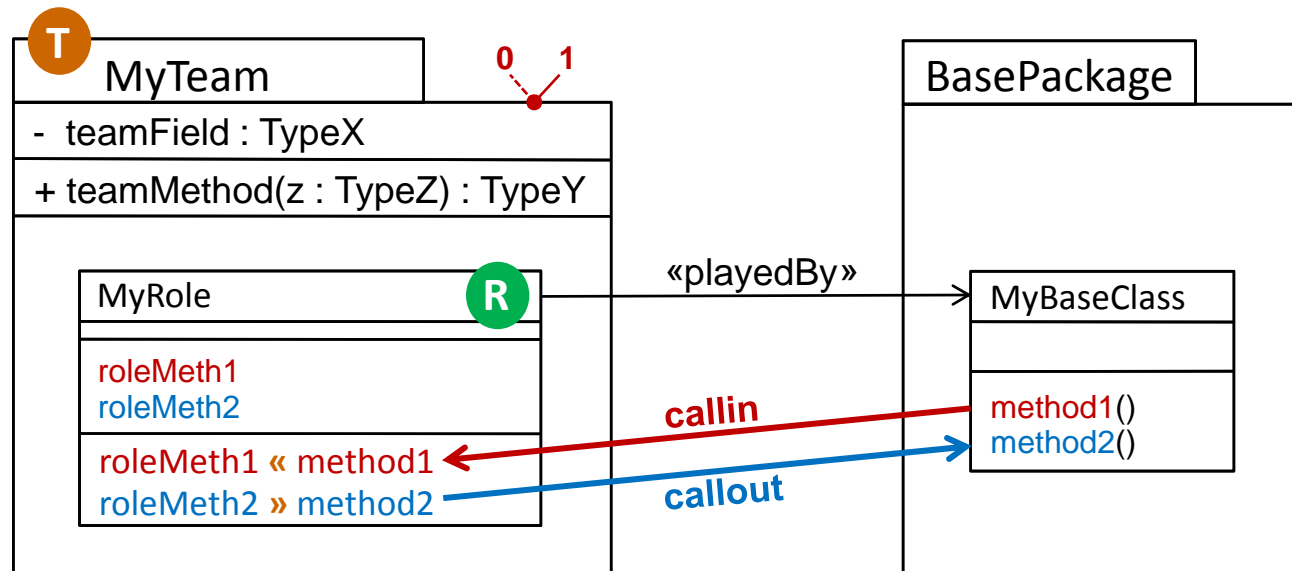 T
MyTeam
0 1
BasePackage
- teamField : TypeX
+ teamMethod(z : TypeZ) : TypeY
MyRole
R
«playedBy»
MyBaseClass
roleMeth1
roleMeth2
callin
method1()
method2()
roleMeth1 « method1
roleMeth2 » method2
callout